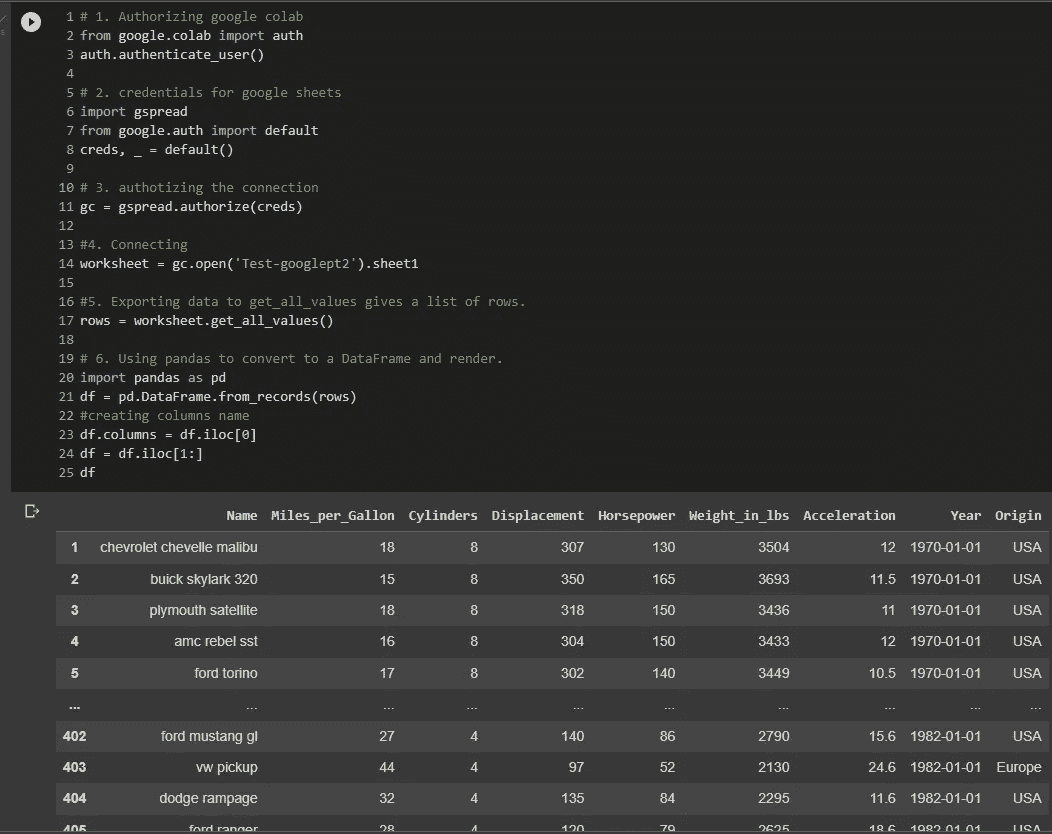 1 # 1. Authorizing google colab
2 from google.colab import auth
3 auth.authenticate_user()
4
5 # 2. credentials for google sheets
6 import gspread
7 from google.auth import default
8 creds, _ = default()
9
10 # 3. authotizing the connection
11 gc = gspread.authorize(creds)
12
13 #4. Connecting
14 worksheet = gc.open('Test-googlept2').sheet1
15
16 #5. Exporting data to get_all_values gives a list of rows.
17 rows = worksheet.get_all_values()
18
19 # 6. Using pandas to convert to a DataFrame and render.
20 import pandas as pd
21 df = pd.DataFrame.from_records(rows)
22 #creating columns name
23 df.columns = df.iloc[0]
24 df = df.iloc[1:]
25 df
Name Miles_per_Gallon Cylinders Displacement Horsepower Weight_in_lbs Acceleration Year Origin
1 chevrolet chevelle malibu 18 8 307 130 3504 12 1970-01-01 USA
2 buick skylark 320 15 8 350 165 3693 11.5 1970-01-01 USA
3 plymouth satellite 18 8 318 150 3436 11 1970-01-01 USA
4 amc rebel sst 16 8 304 150 3433 12 1970-01-01 USA
5 ford torino 17 8 302 140 3449 10.5 1970-01-01 USA
... ... ... ... ... ... ... ... ... ...
402 ford mustang gl 27 4 140 86 2790 15.6 1982-01-01 USA
403 vw pickup 44 4 97 52 2130 24.6 1982-01-01 Europe
404 dodge rampage 32 4 135 84 2295 11.6 1982-01-01 USA
405 ford ranger 28 4 120 79 2625 18.6 1982-01-01 USA